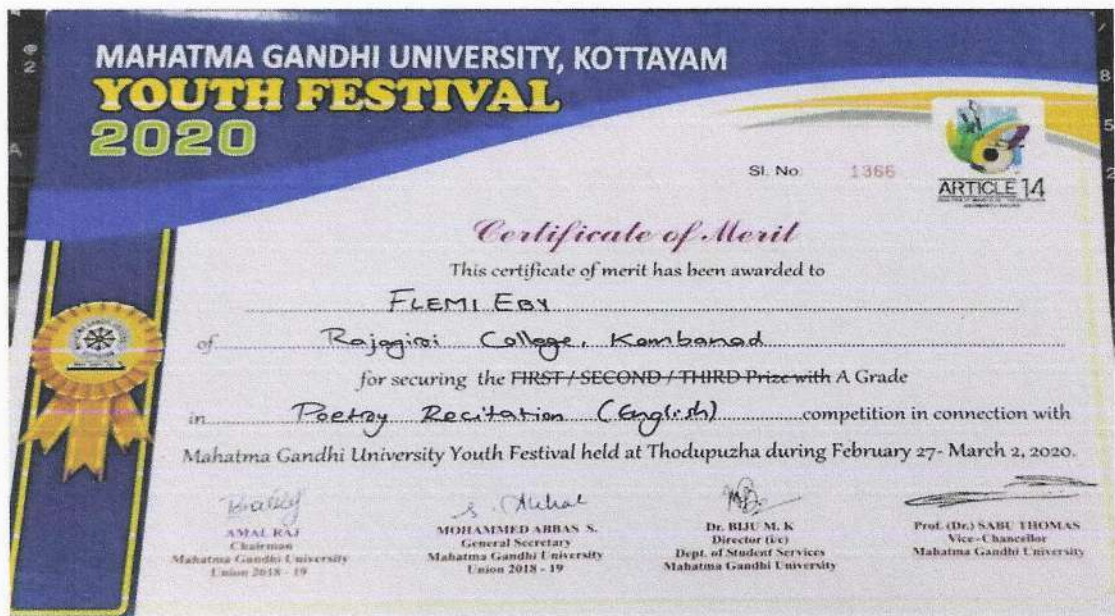 MAHATMA GANDHI UNIVERSITY, KOTTAYAM
YOUTH FESTIVAL
2020
Sl. No. 1366
ARTICLE 14
Certificate of Merit
This certificate of merit has been awarded to
FLEMI EBY
of Rajagiri College, Kombanad
for securing the FIRST / SECOND / THIRD Prize with A Grade
in Poetry Recitation (English) competition in connection with
Mahatma Gandhi University Youth Festival held at Thodupuzha during February 27- March 2, 2020.
AMAL RAJ
Chairman
Mahatma Gandhi University
Union 2018 - 19
MOHAMMED ABBAS S.
General Secretary
Mahatma Gandhi University
Union 2018 - 19
Dr. BIJU M. K
Director (i/c)
Dept. of Student Services
Mahatma Gandhi University
Prof. (Dr.) SABU THOMAS
Vice-Chancellor
Mahatma Gandhi University